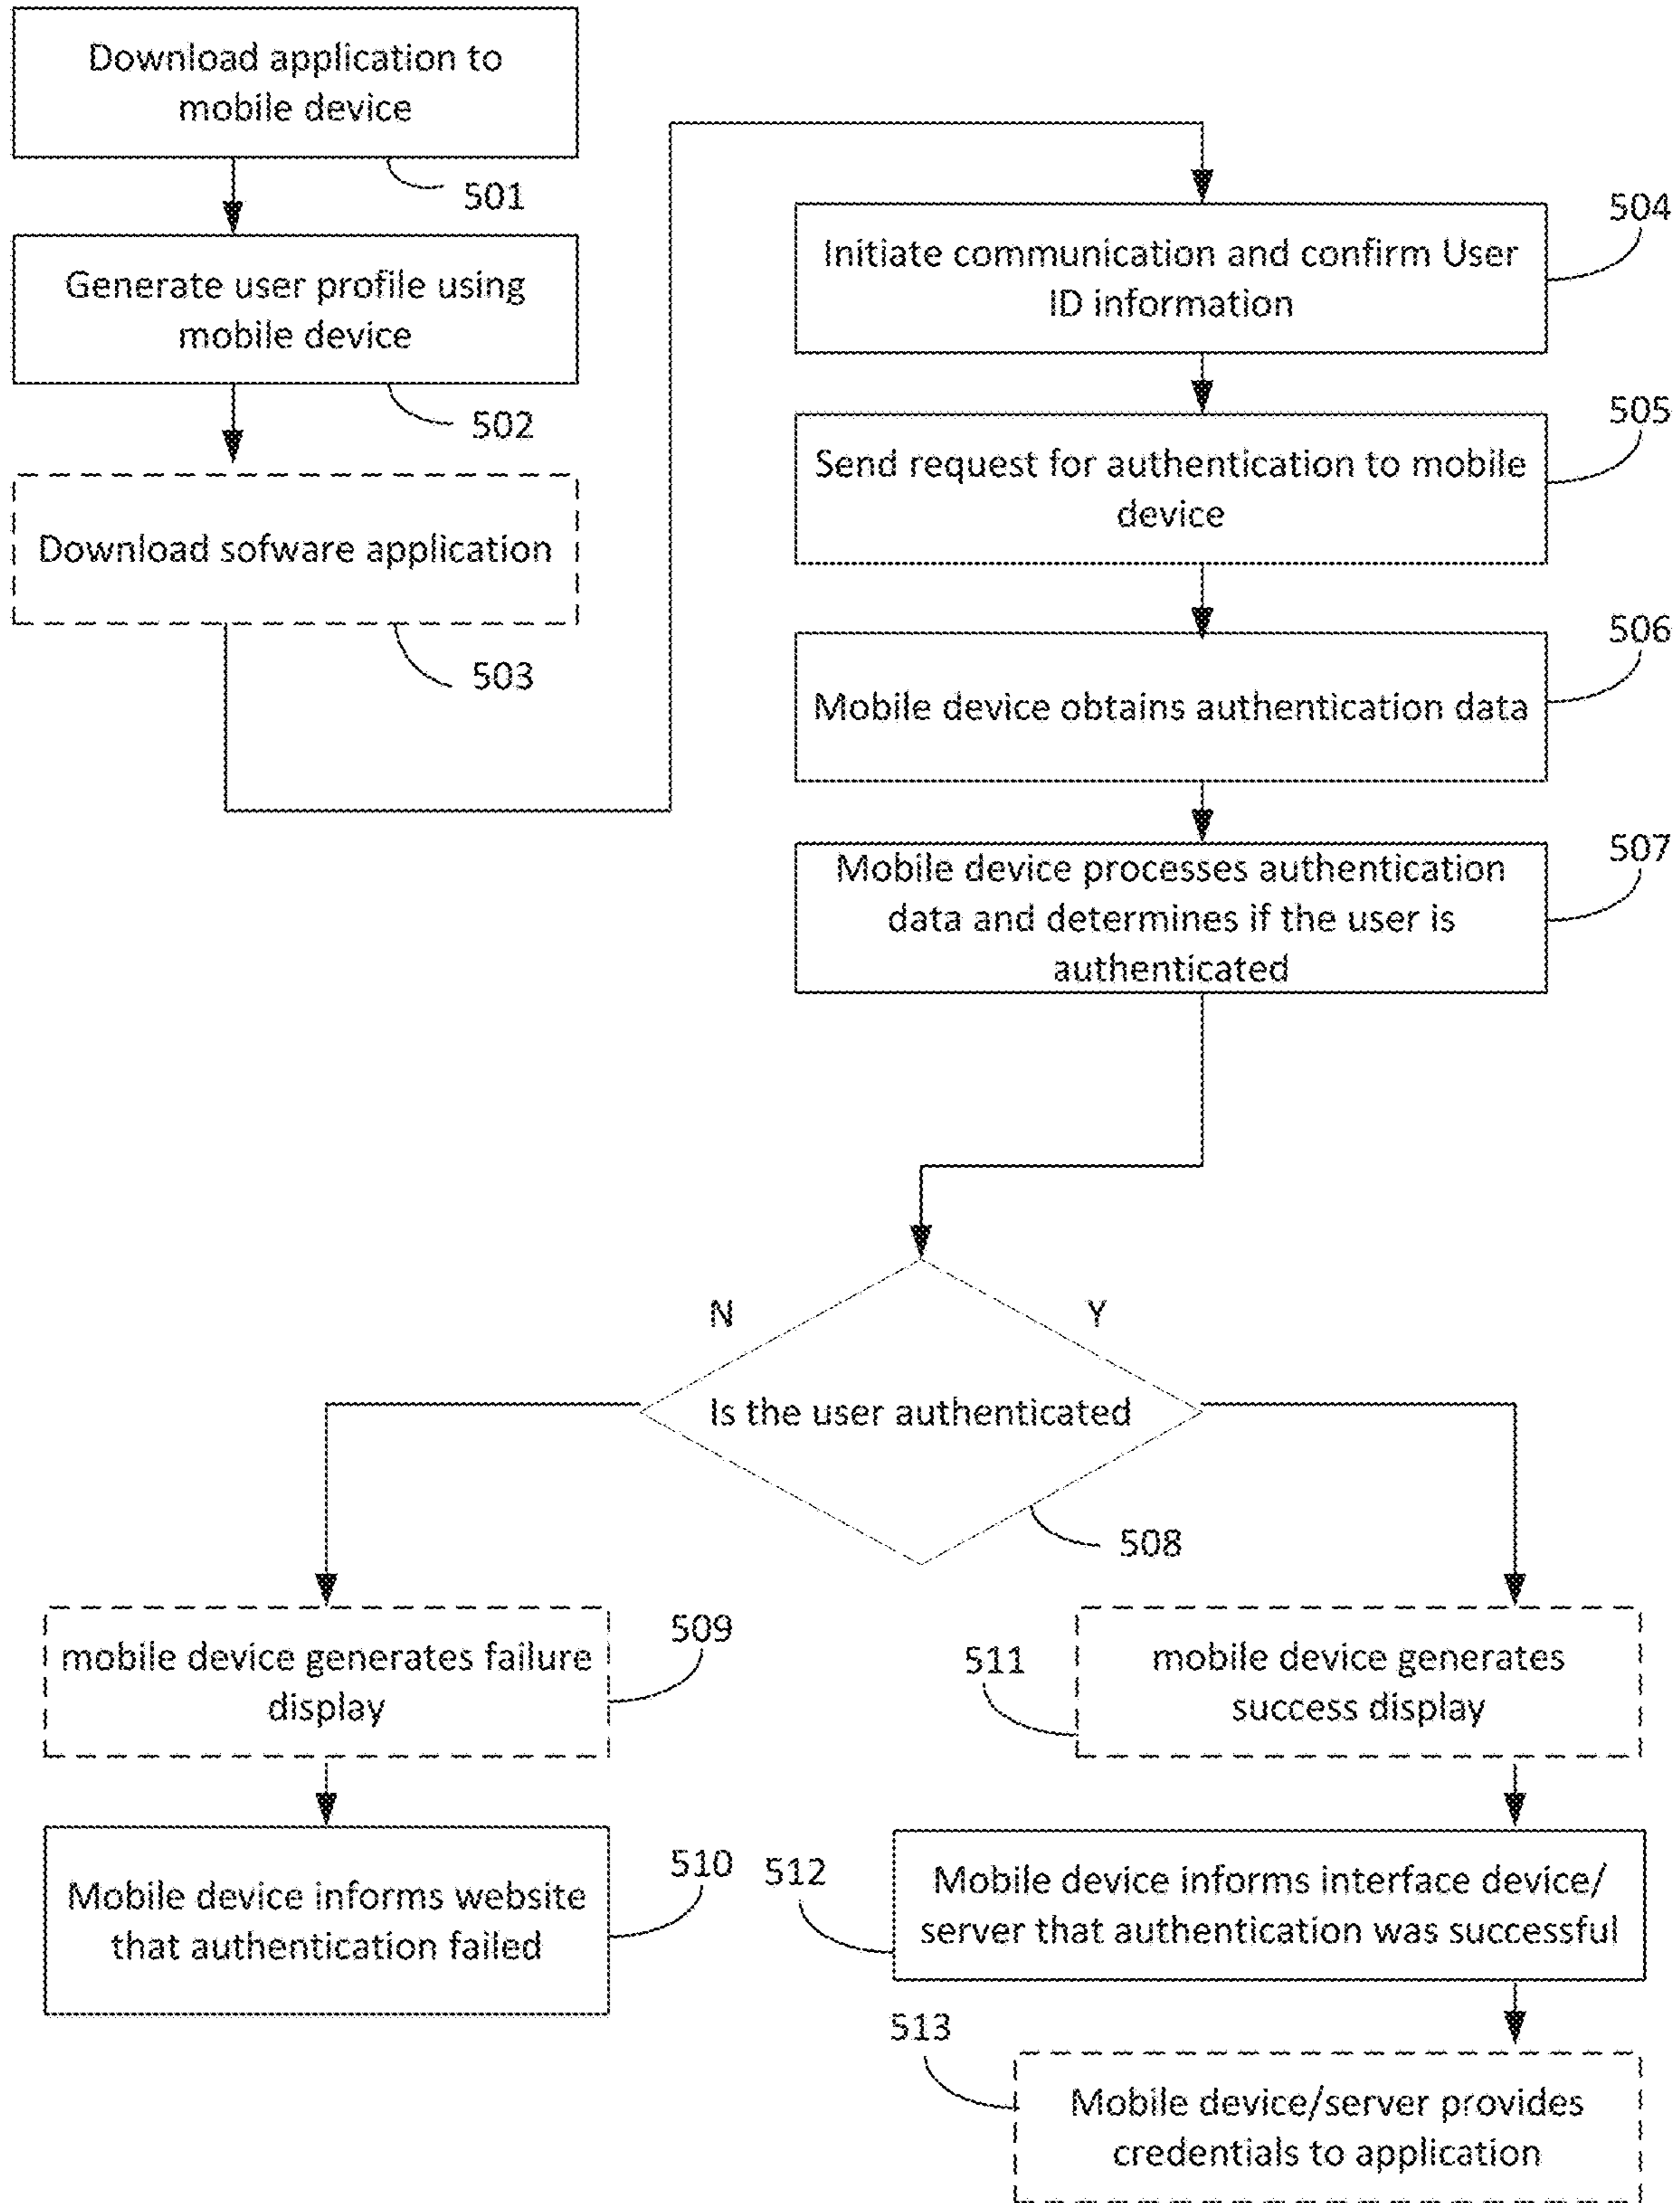 Download application to
mobile device
501
Generate user profile using
mobile device
502
Download sofware application
503
504
Initiate communication and confirm User
ID information
505
Send request for authentication to mobile
device
506
Mobile device obtains authentication data
507
Mobile device processes authentication
data and determines if the user is
authenticated
N
Y
Is the user authenticated
508
509
mobile device generates failure
display
510
Mobile device informs website
that authentication failed
511
mobile device generates
success display
512
Mobile device informs interface device/
server that authentication was successful
513
Mobile device/server provides
credentials to application